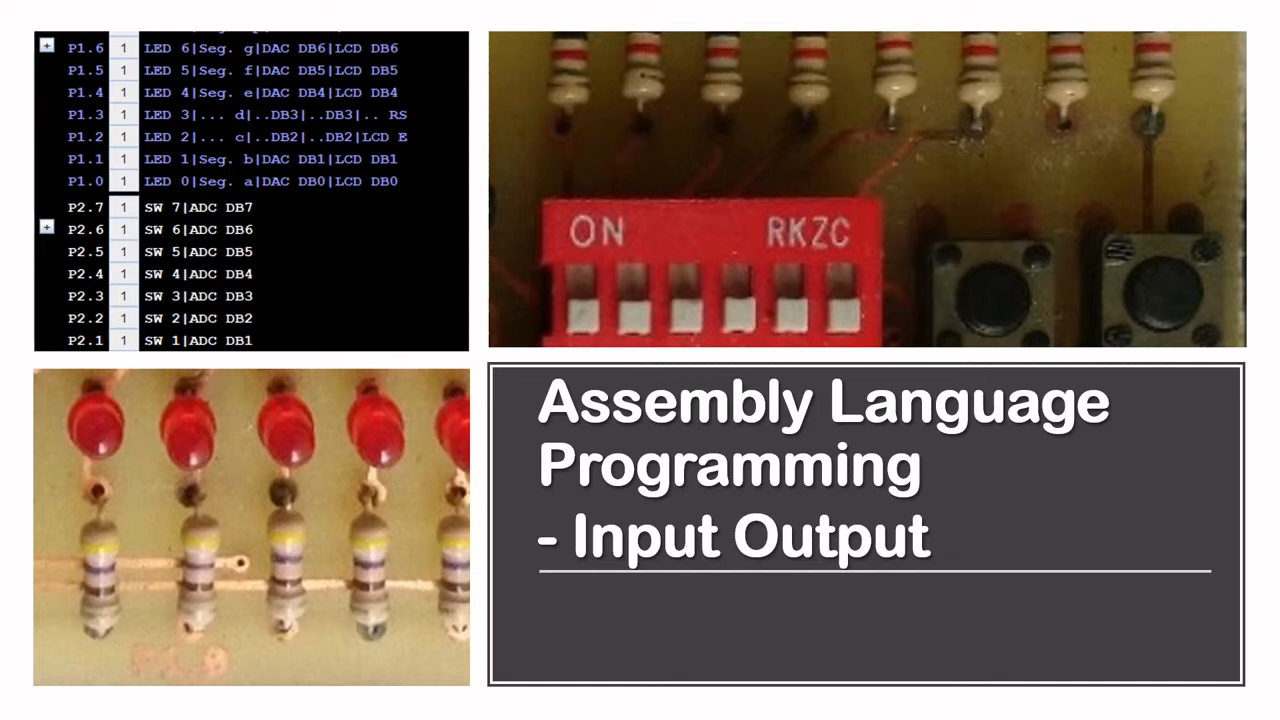 P1.6 1 LED 6|Seg. g|DAC DB6|LCD DB6
P1.5 1 LED 5|Seg. f|DAC DB5|LCD DB5
P1.4 1 LED 4|Seg. e|DAC DB4|LCD DB4
P1.3 1 LED 3|... d|..DB3|..DB3|.. RS
P1.2 1 LED 2|... c|..DB2|..DB2|LCD E
P1.1 1 LED 1|Seg. b|DAC DB1|LCD DB1
P1.0 1 LED 0|Seg. a|DAC DB0|LCD DB0
P2.7 1 SW 7|ADC DB7
P2.6 1 SW 6|ADC DB6
P2.5 1 SW 5|ADC DB5
P2.4 1 SW 4|ADC DB4
P2.3 1 SW 3|ADC DB3
P2.2 1 SW 2|ADC DB2
P2.1 1 SW 1|ADC DB1
ON RKZC
P1.0
Assembly Language
Programming
- Input Output